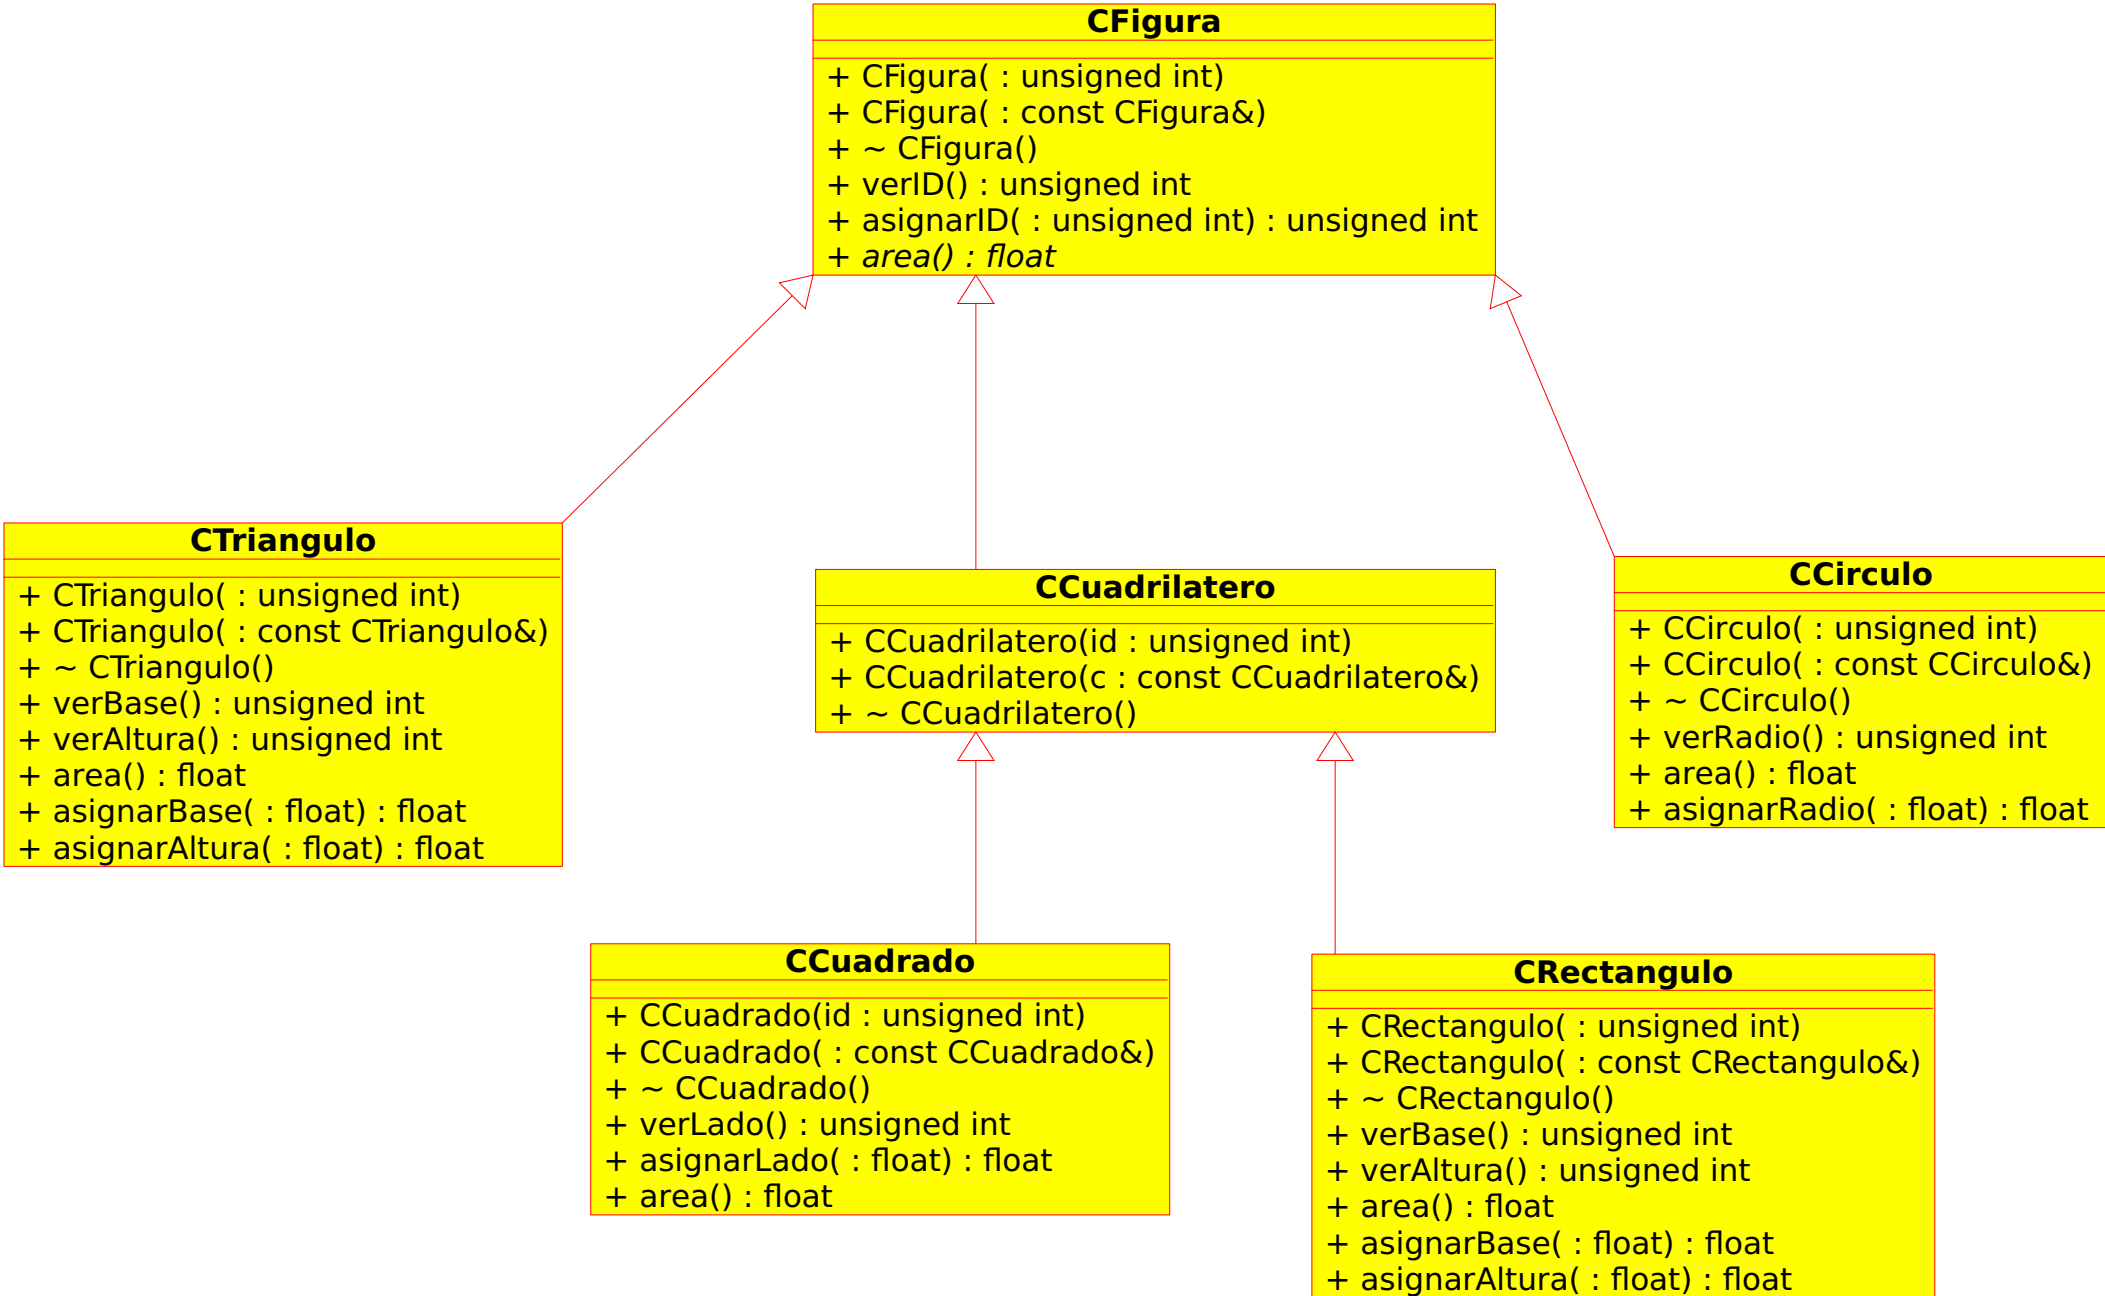 CFigura
+ CFigura( : unsigned int)
+ CFigura( : const CFigura&)
+ ~ CFigura()
+ verID() : unsigned int
+ asignarID( : unsigned int) : unsigned int
+ area() : float
CTriangulo
+ CTriangulo( : unsigned int)
+ CTriangulo( : const CTriangulo&)
+ ~ CTriangulo()
+ verBase() : unsigned int
+ verAltura() : unsigned int
+ area() : float
+ asignarBase( : float) : float
+ asignarAltura( : float) : float
CCuadrilatero
+ CCuadrilatero(id : unsigned int)
+ CCuadrilatero(c : const CCuadrilatero&)
+ ~ CCuadrilatero()
CCirculo
+ CCirculo( : unsigned int)
+ CCirculo( : const CCirculo&)
+ ~ CCirculo()
+ verRadio() : unsigned int
+ area() : float
+ asignarRadio( : float) : float
CCuadrado
+ CCuadrado(id : unsigned int)
+ CCuadrado( : const CCuadrado&)
+ ~ CCuadrado()
+ verLado() : unsigned int
+ asignarLado( : float) : float
+ area() : float
CRectangulo
+ CRectangulo( : unsigned int)
+ CRectangulo( : const CRectangulo&)
+ ~ CRectangulo()
+ verBase() : unsigned int
+ verAltura() : unsigned int
+ area() : float
+ asignarBase( : float) : float
+ asignarAltura( : float) : float